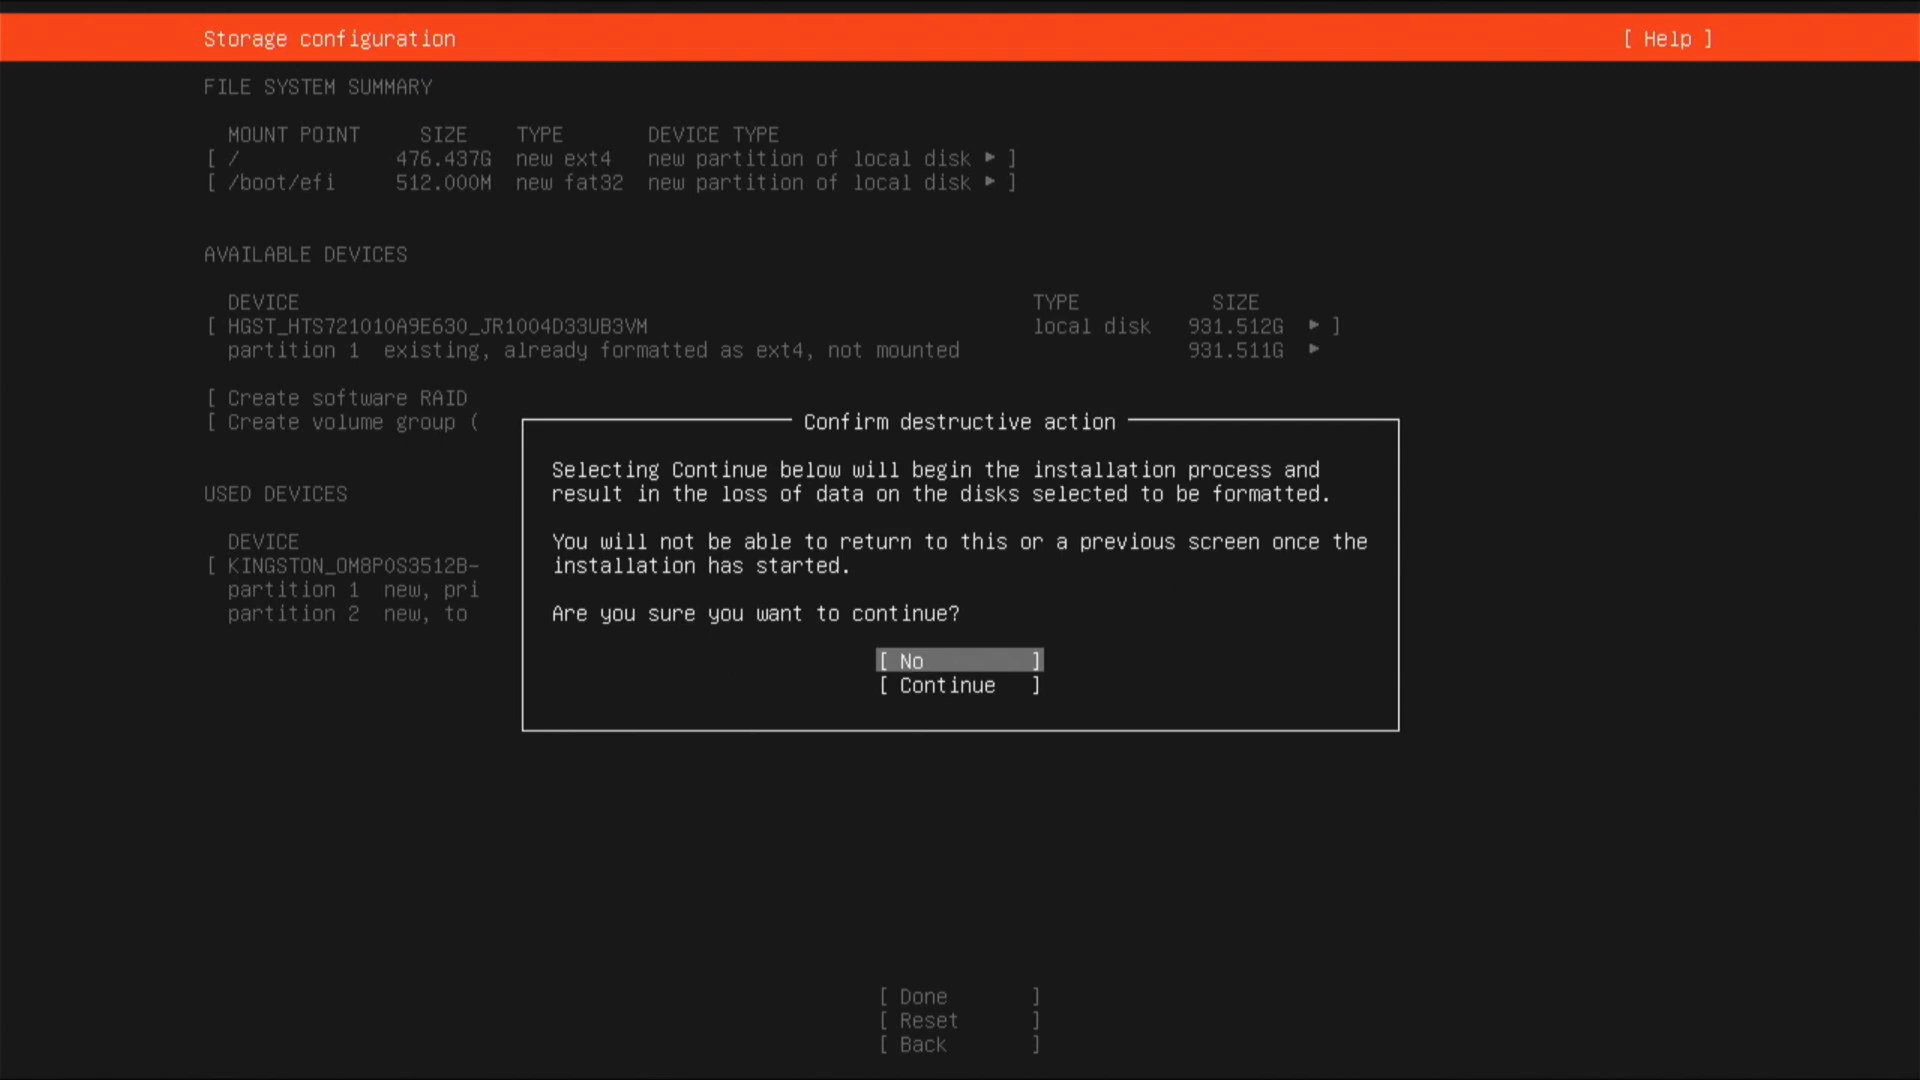 Storage configuration [ Help ]
FILE SYSTEM SUMMARY
MOUNT POINT SIZE TYPE DEVICE TYPE
[ / 476.437G new ext4 new partition of local disk ▸ ]
[ /boot/efi 512.000M new fat32 new partition of local disk ▸ ]
AVAILABLE DEVICES
DEVICE TYPE SIZE
[ HGST_HTS721010A9E630_JR1004D33UB3VM local disk 931.512G ▸ ]
partition 1 existing, already formatted as ext4, not mounted 931.511G ▸
[ Create software RAID
[ Create volume group (
Confirm destructive action
Selecting Continue below will begin the installation process and
result in the loss of data on the disks selected to be formatted.
You will not be able to return to this or a previous screen once the
installation has started.
Are you sure you want to continue?
[ No ]
[ Continue ]
USED DEVICES
DEVICE
[ KINGSTON_OM8P0S3512B-
partition 1 new, pri
partition 2 new, to
[ Done ]
[ Reset ]
[ Back ]